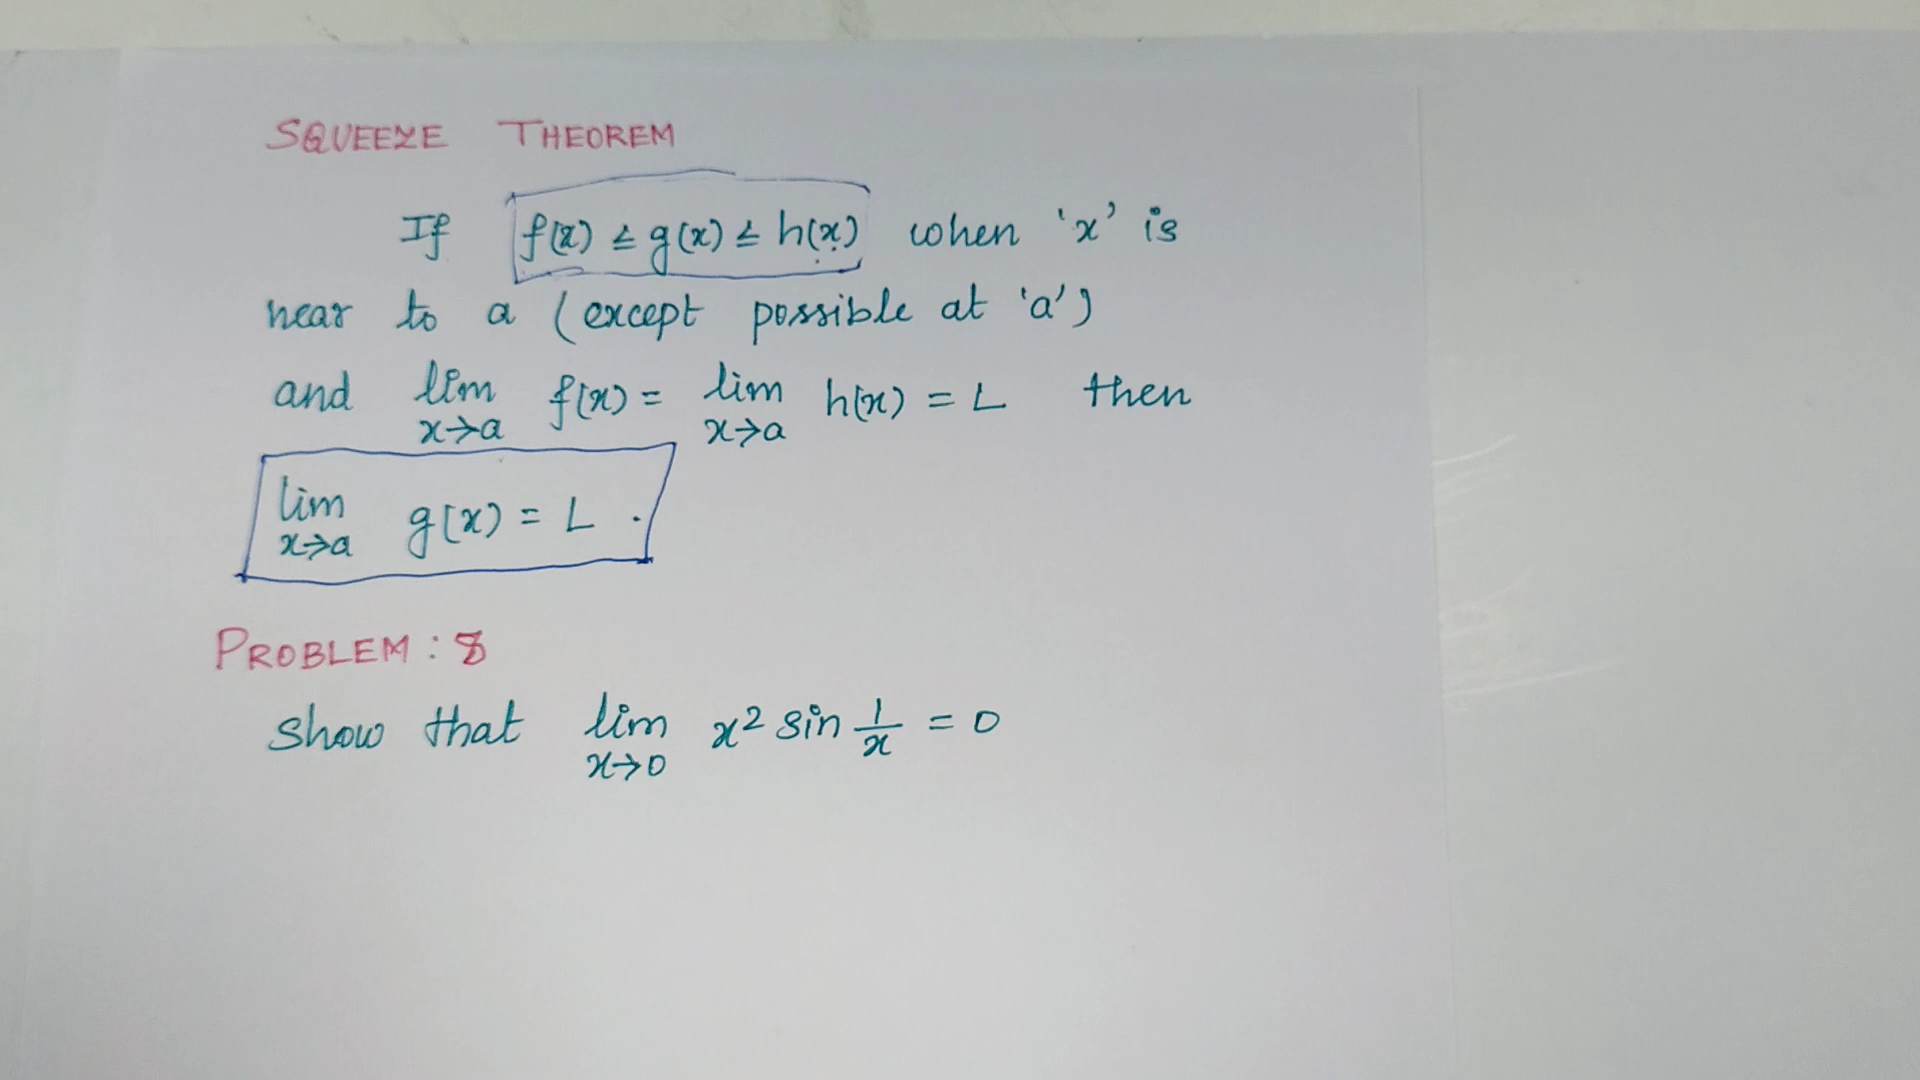 SQUEEZE THEOREM
If f(x) ≤ g(x) ≤ h(x) when 'x' is
near to a (except possible at 'a')
and lim x→a f(x) = lim x→a h(x) = L then
lim x→a g(x) = L .
PROBLEM : 8
show that lim x→0 x² sin 1/x = 0